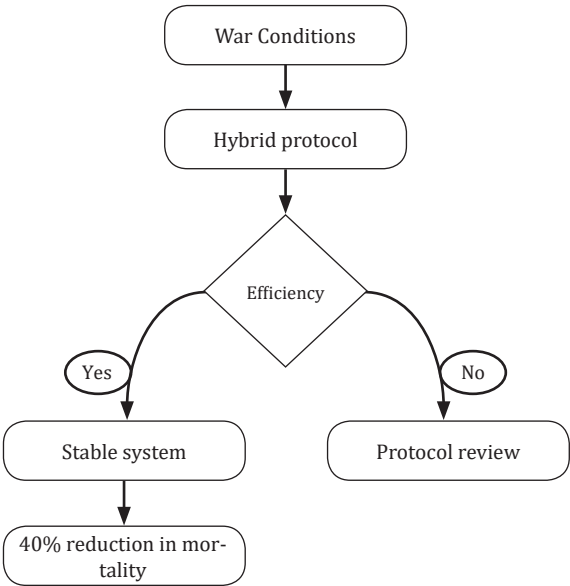 War Conditions
Hybrid protocol
Efficiency
Yes
No
Stable system
Protocol review
40% reduction in mor-
tality